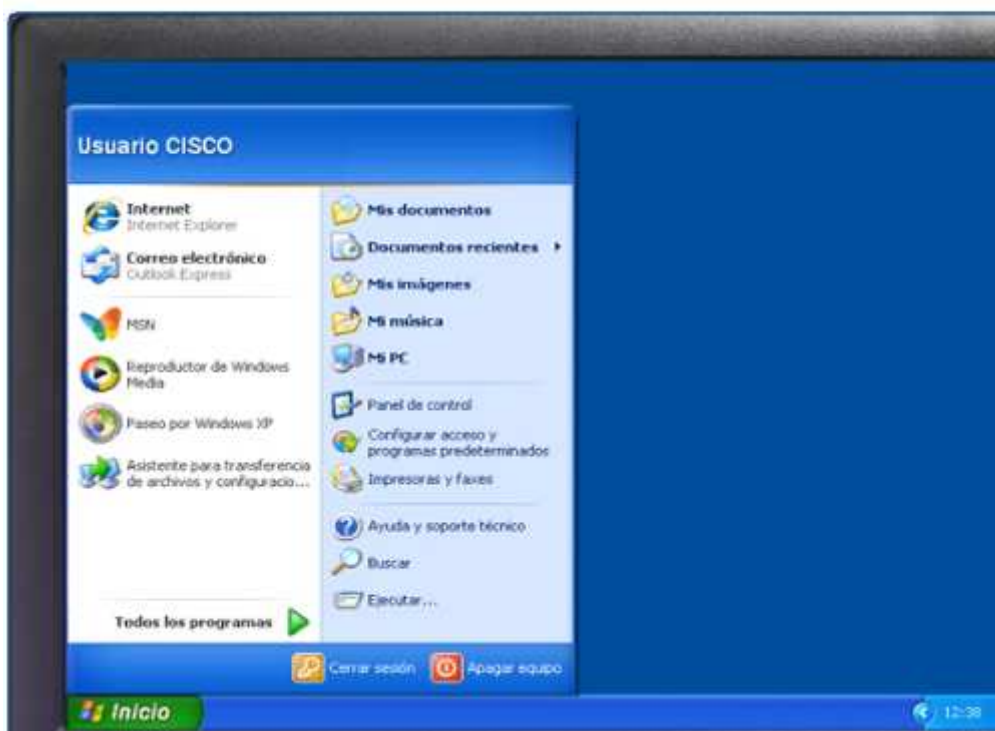 Usuario CISCO
Internet
Internet Explorer
Correo electrónico
Outlook Express
MSN
Reproductor de Windows
Media
Paseo por Windows XP
Asistente para transferencia
de archivos y configuracio...
Todos los programas
Mis documentos
Documentos recientes
Mis imágenes
Mi música
Mi PC
Panel de control
Configurar acceso y
programas predeterminados
Impresoras y faxes
Ayuda y soporte técnico
Buscar
Ejecutar...
Cerrar sesión
Apagar equipo
Inicio
12:38